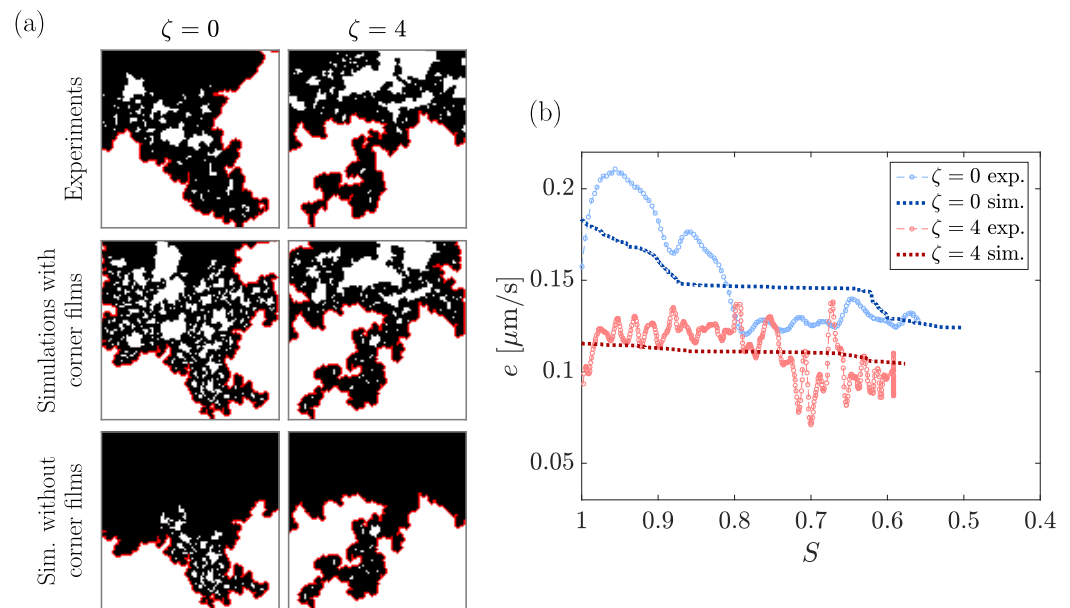 (a)
ζ = 0
ζ = 4
Experiments
Simulations with
corner films
Sim. without
corner films
(b)
e [μm/s]
0.2
0.15
0.1
0.05
1
0.9
0.8
0.7
0.6
0.5
0.4
S
ζ = 0 exp.
ζ = 0 sim.
ζ = 4 exp.
ζ = 4 sim.